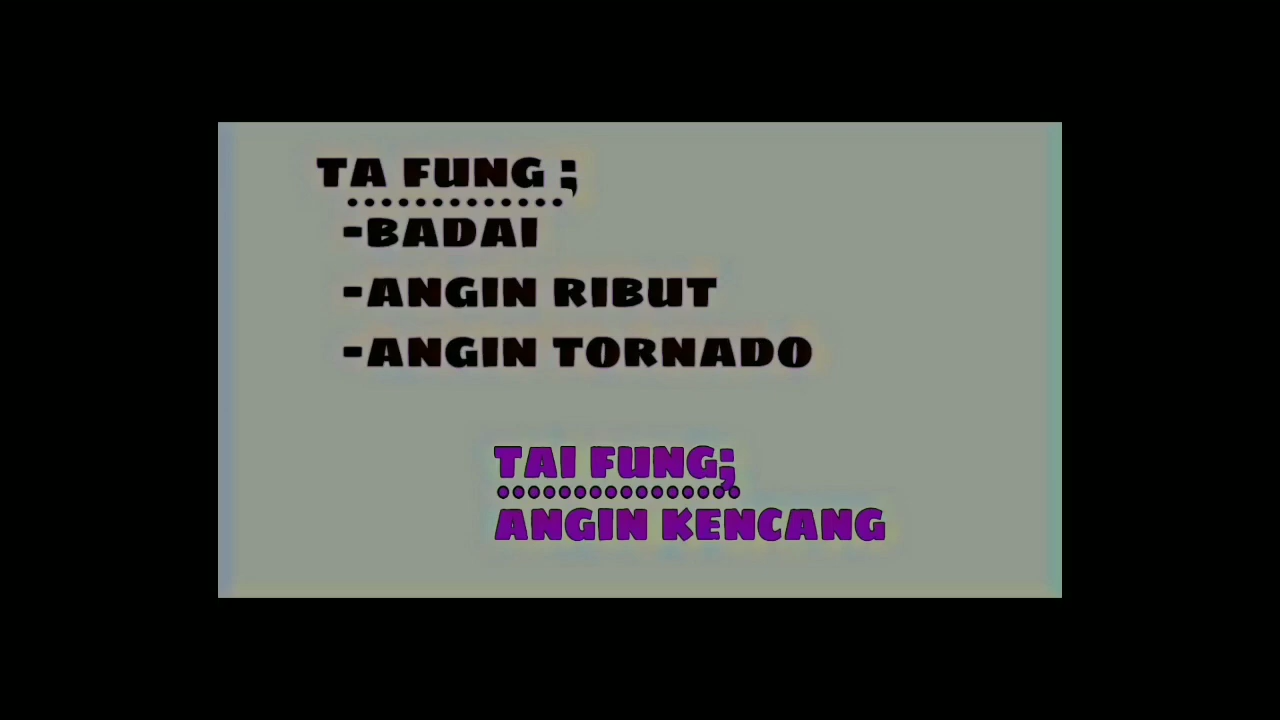 TA FUNG ;
-BADAI
-ANGIN RIBUT
-ANGIN TORNADO
TAI FUNG;
ANGIN KENCANG